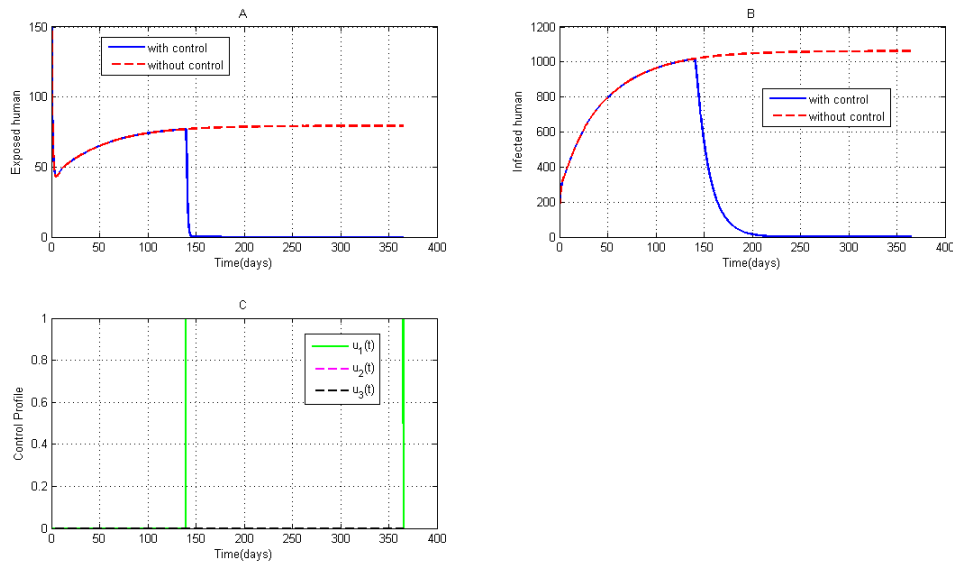 A
150
100
50
0
Exposed human
with control
without control
0 50 100 150 200 250 300 350 400
Time(days)
B
1200
1000
800
600
400
200
0
Infected human
with control
without control
0 50 100 150 200 250 300 350 400
Time(days)
C
1
0.8
0.6
0.4
0.2
0
Control Profile
u1(t)
u2(t)
u3(t)
0 50 100 150 200 250 300 350 400
Time(days)